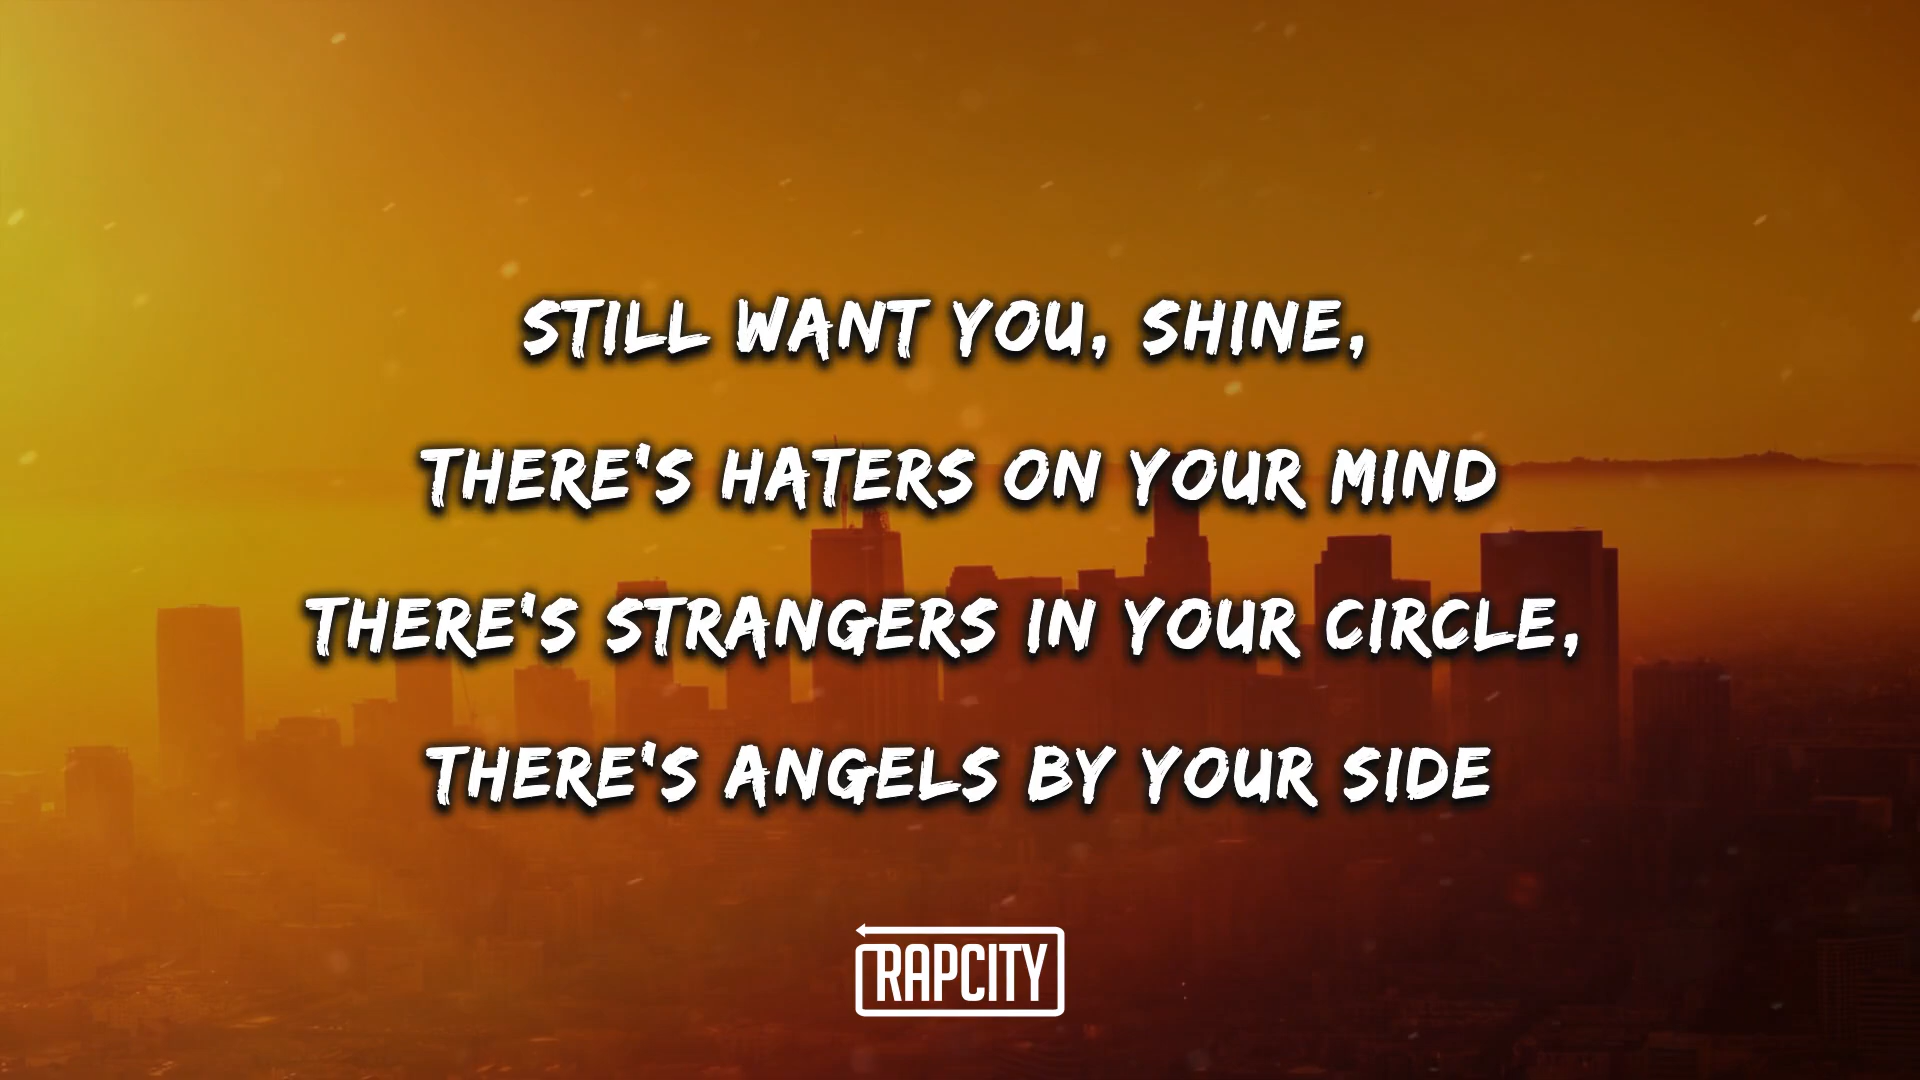 STILL WANT YOU, SHINE,
THERE'S HATERS ON YOUR MIND
THERE'S STRANGERS IN YOUR CIRCLE,
THERE'S ANGELS BY YOUR SIDE
RAPCITY